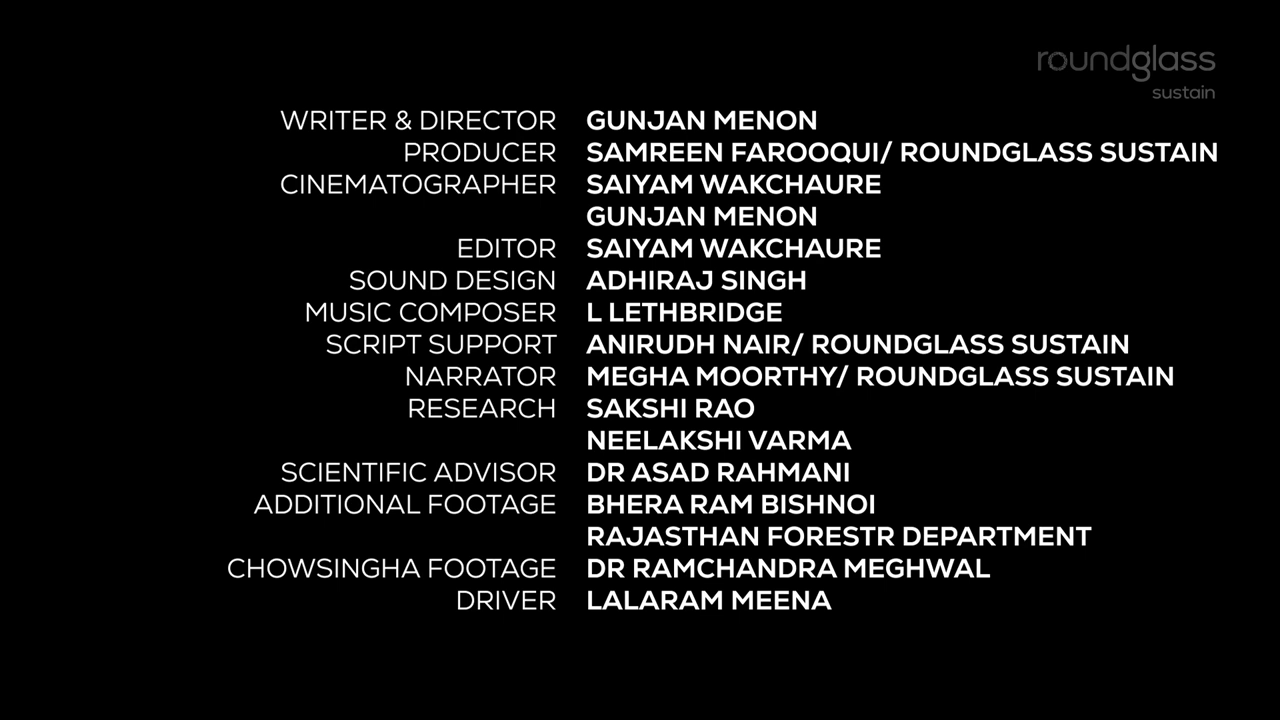 roundglass
sustain
WRITER & DIRECTOR GUNJAN MENON
PRODUCER SAMREEN FAROOQUI/ ROUNDGLASS SUSTAIN
CINEMATOGRAPHER SAIYAM WAKCHAURE
GUNJAN MENON
EDITOR SAIYAM WAKCHAURE
SOUND DESIGN ADHIRAJ SINGH
MUSIC COMPOSER L LETHBRIDGE
SCRIPT SUPPORT ANIRUDH NAIR/ ROUNDGLASS SUSTAIN
NARRATOR MEGHA MOORTHY/ ROUNDGLASS SUSTAIN
RESEARCH SAKSHI RAO
NEELAKSHI VARMA
SCIENTIFIC ADVISOR DR ASAD RAHMANI
ADDITIONAL FOOTAGE BHERA RAM BISHNOI
RAJASTHAN FORESTR DEPARTMENT
CHOWSINGHA FOOTAGE DR RAMCHANDRA MEGHWAL
DRIVER LALARAM MEENA